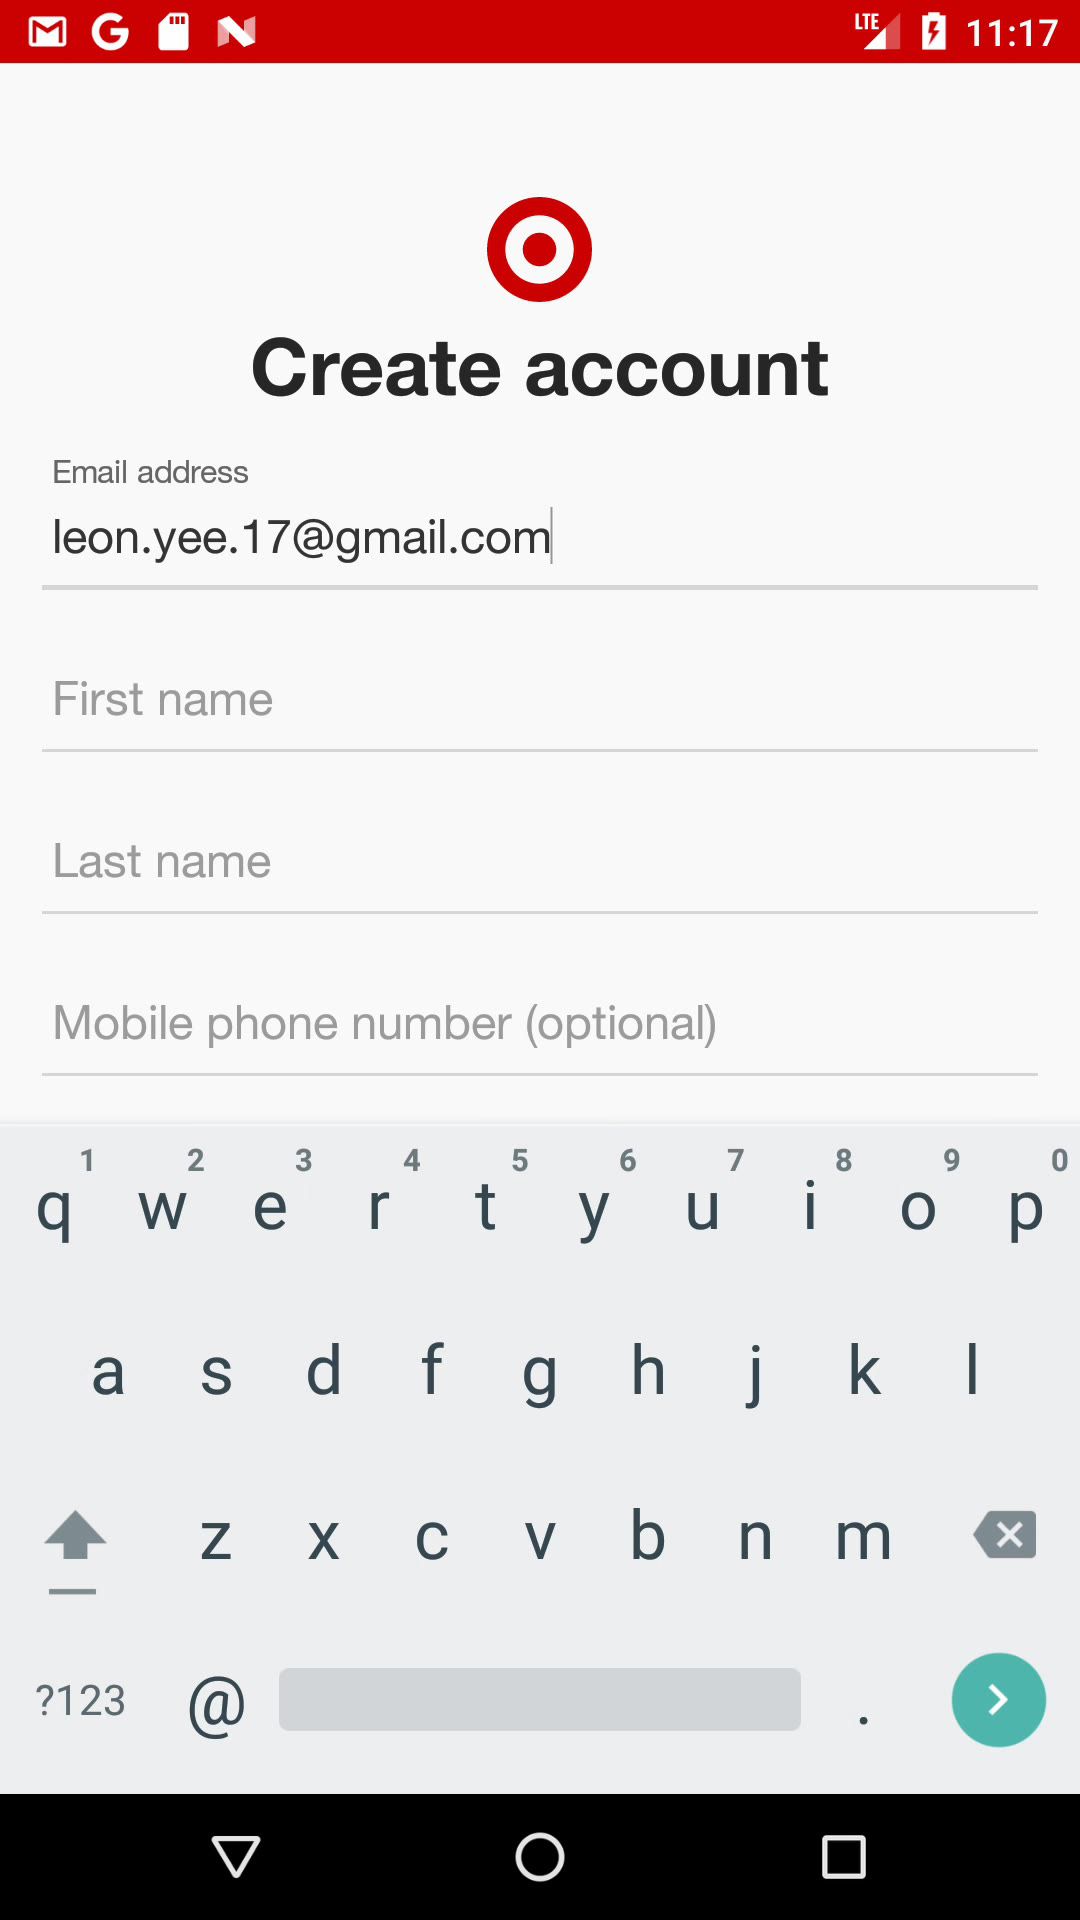 LTE 11:17
Create account
Email address
leon.yee.17@gmail.com
First name
Last name
Mobile phone number (optional)
1 2 3 4 5 6 7 8 9 0
q w e r t y u i o p
a s d f g h j k l
z x c v b n m
?123 @ .